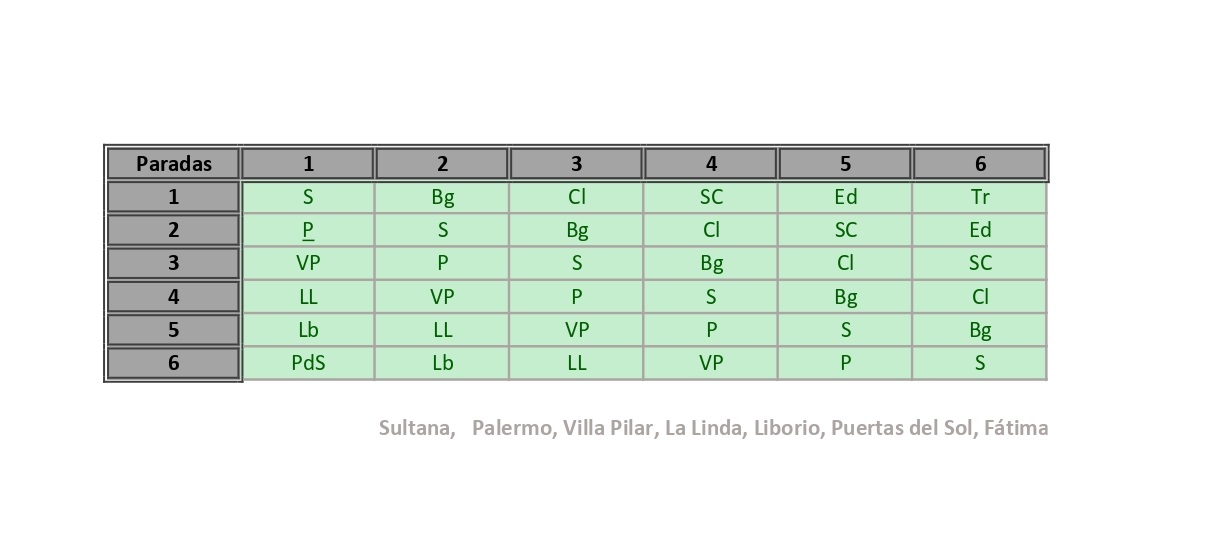 Paradas 1 2 3 4 5 6
1 S Bg Cl SC Ed Tr
2 P S Bg Cl SC Ed
3 VP P S Bg Cl SC
4 LL VP P S Bg Cl
5 Lb LL VP P S Bg
6 PdS Lb LL VP P S
Sultana, Palermo, Villa Pilar, La Linda, Liborio, Puertas del Sol, Fátima